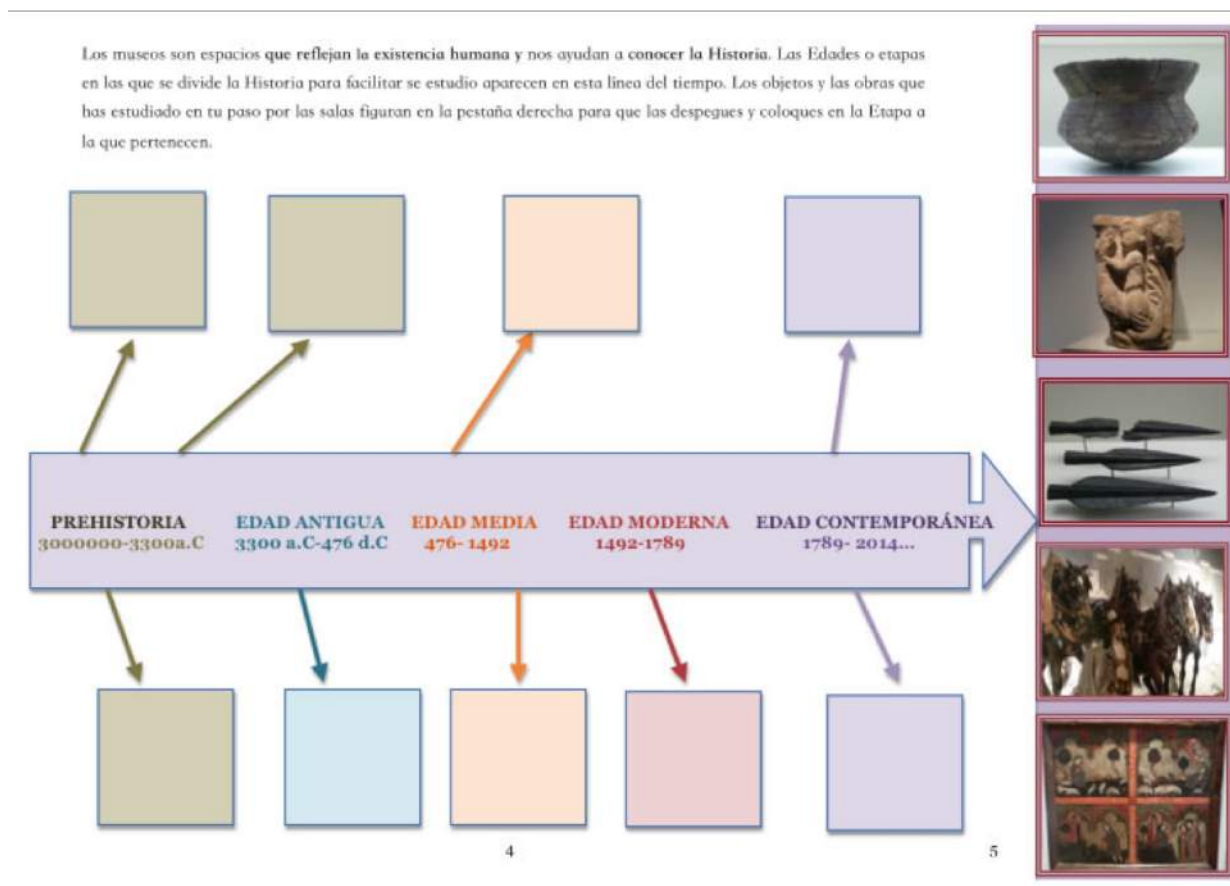 Los museos son espacios que reflejan la existencia humana y nos ayudan a conocer la Historia. Las Edades o etapas
en las que se divide la Historia para facilitar se estudio aparecen en esta línea del tiempo. Los objetos y las obras que
has estudiado en tu paso por las salas figuran en la pestaña derecha para que las despegues y coloques en la Etapa a
la que pertenecen.
PREHISTORIA
3000000-3300a.C
EDAD ANTIGUA
3300 a.C-476 d.C
EDAD MEDIA
476- 1492
EDAD MODERNA
1492-1789
EDAD CONTEMPORÁNEA
1789- 2014...
4
5